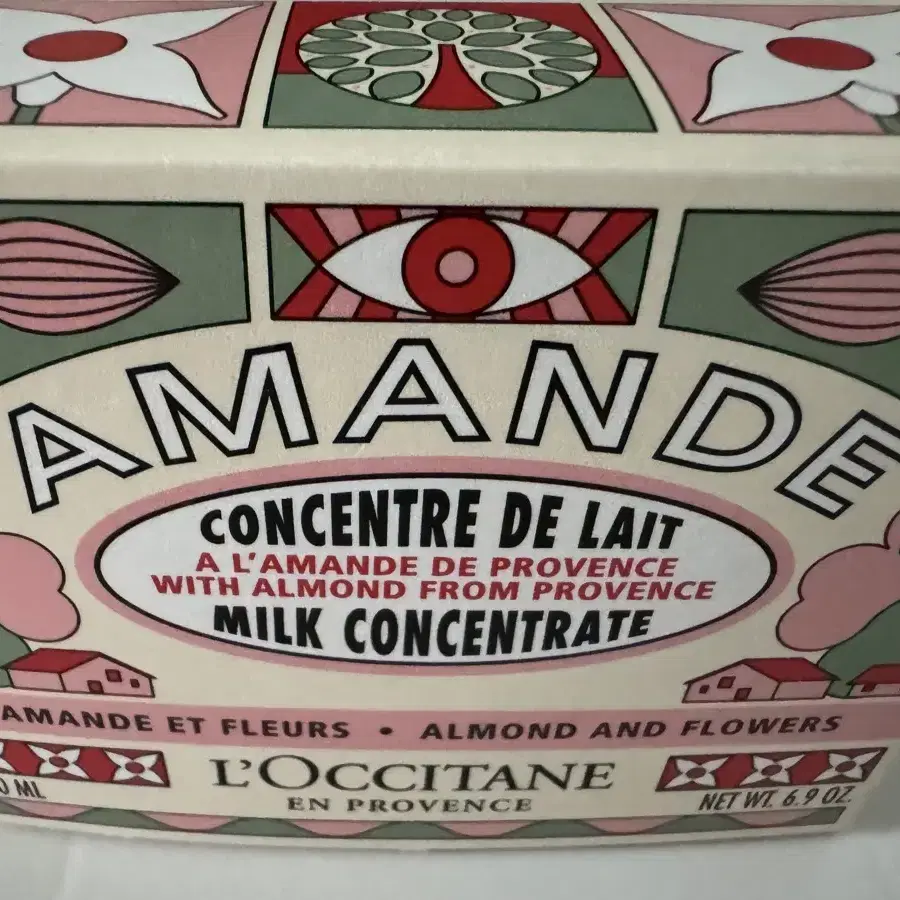 AMANDE
CONCENTRE DE LAIT
A L'AMANDE DE PROVENCE
WITH ALMOND FROM PROVENCE
MILK CONCENTRATE
AMANDE ET FLEURS • ALMOND AND FLOWERS
L'OCCITANE
EN PROVENCE
ML
NET WT. 6.9 OZ.